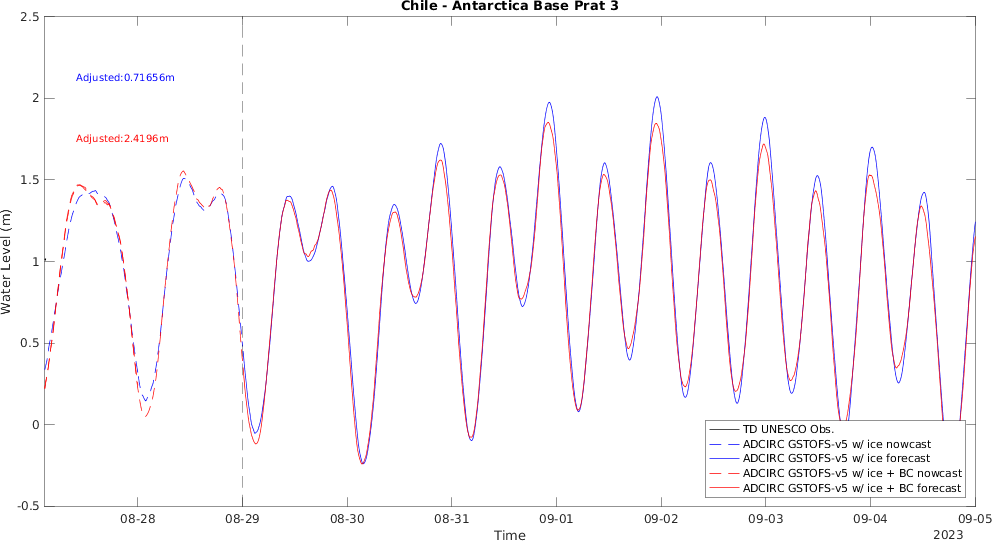 Chile - Antarctica Base Prat 3
2.5
Adjusted:0.71656m
2
Adjusted:2.4196m
1.5
Water Level (m)
1
0.5
0
TD UNESCO Obs.
ADCIRC GSTOFS-v5 w/ ice nowcast
ADCIRC GSTOFS-v5 w/ ice forecast
ADCIRC GSTOFS-v5 w/ ice + BC nowcast
ADCIRC GSTOFS-v5 w/ ice + BC forecast
-0.5
08-28 08-29 08-30 08-31 09-01 09-02 09-03 09-04 09-05
Time
2023